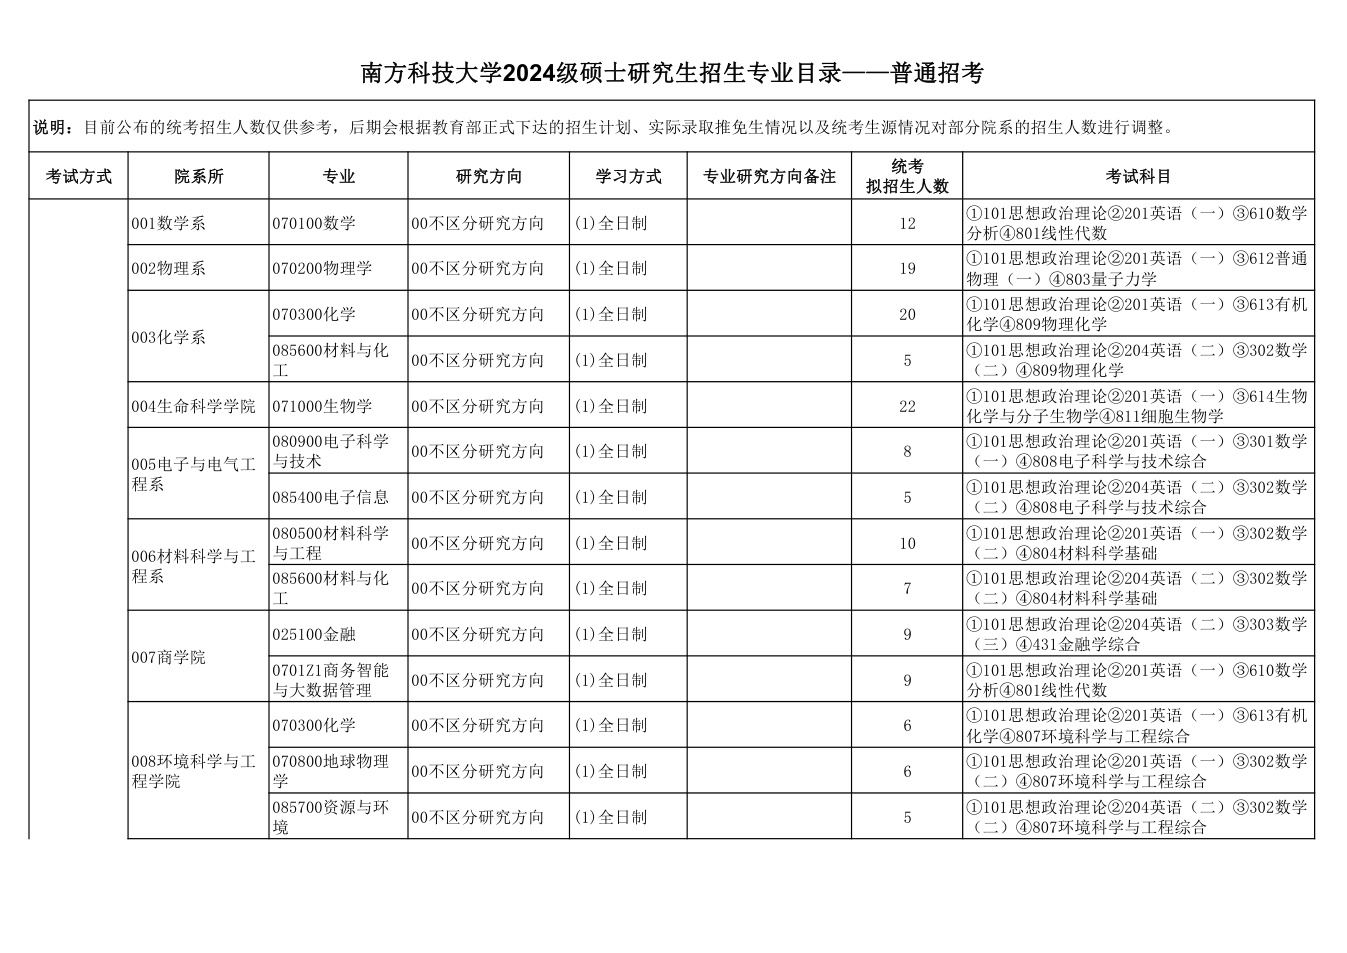 南方科技大学2024级硕士研究生招生专业目录——普通招考
说明：目前公布的统考招生人数仅供参考，后期会根据教育部正式下达的招生计划、实际录取推免生情况以及统考生源情况对部分院系的招生人数进行调整。
考试方式 院系所 专业 研究方向 学习方式 专业研究方向备注 统考
拟招生人数 考试科目
001数学系 070100数学 00不区分研究方向 (1)全日制 12 ①101思想政治理论②201英语（一）③610数学
分析④801线性代数
002物理系 070200物理学 00不区分研究方向 (1)全日制 19 ①101思想政治理论②201英语（一）③612普通
物理（一）④803量子力学
003化学系
070300化学 00不区分研究方向 (1)全日制 20 ①101思想政治理论②201英语（一）③613有机
化学④809物理化学
085600材料与化
工 00不区分研究方向 (1)全日制 5 ①101思想政治理论②204英语（二）③302数学
（二）④809物理化学
004生命科学学院 071000生物学 00不区分研究方向 (1)全日制 22 ①101思想政治理论②201英语（一）③614生物
化学与分子生物学④811细胞生物学
005电子与电气工
程系
080900电子科学
与技术 00不区分研究方向 (1)全日制 8 ①101思想政治理论②201英语（一）③301数学
（一）④808电子科学与技术综合
085400电子信息 00不区分研究方向 (1)全日制 5 ①101思想政治理论②204英语（二）③302数学
（二）④808电子科学与技术综合
006材料科学与工
程系
080500材料科学
与工程 00不区分研究方向 (1)全日制 10 ①101思想政治理论②201英语（一）③302数学
（二）④804材料科学基础
085600材料与化
工 00不区分研究方向 (1)全日制 7 ①101思想政治理论②204英语（二）③302数学
（二）④804材料科学基础
007商学院
025100金融 00不区分研究方向 (1)全日制 9 ①101思想政治理论②204英语（二）③303数学
（三）④431金融学综合
0701Z1商务智能
与大数据管理 00不区分研究方向 (1)全日制 9 ①101思想政治理论②201英语（一）③610数学
分析④801线性代数
008环境科学与工
程学院
070300化学 00不区分研究方向 (1)全日制 6 ①101思想政治理论②201英语（一）③613有机
化学④807环境科学与工程综合
070800地球物理
学 00不区分研究方向 (1)全日制 6 ①101思想政治理论②201英语（一）③302数学
（二）④807环境科学与工程综合
085700资源与环
境 00不区分研究方向 (1)全日制 5 ①101思想政治理论②204英语（二）③302数学
（二）④807环境科学与工程综合